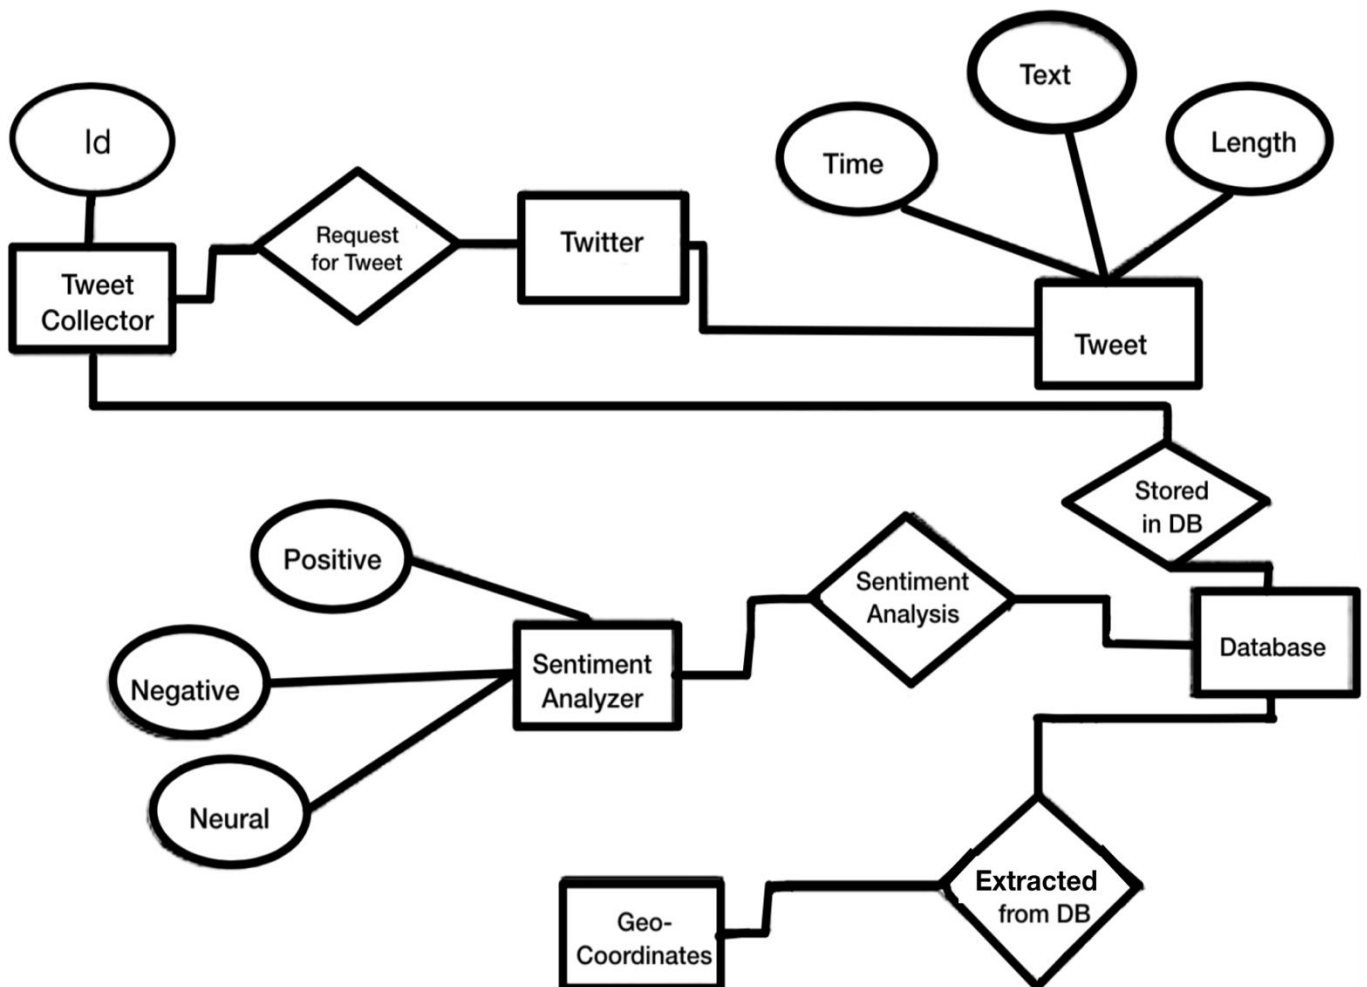 Id
Text
Time
Length
Request
for Tweet
Twitter
Tweet
Collector
Tweet
Stored
in DB
Positive
Sentiment
Analysis
Negative
Sentiment
Analyzer
Database
Neural
Extracted
from DB
Geo-
Coordinates